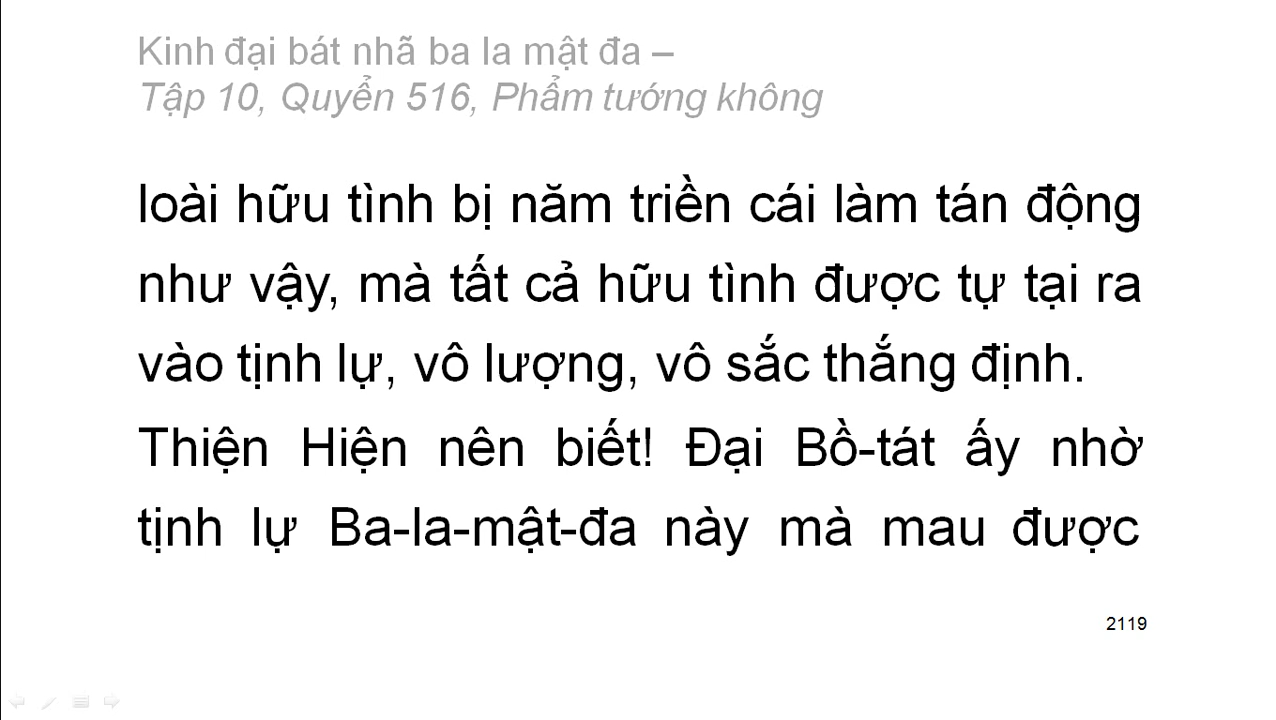 Kinh đại bát nhã ba la mật đa –
Tập 10, Quyển 516, Phẩm tướng không
loài hữu tình bị năm triền cái làm tán động
như vậy, mà tất cả hữu tình được tự tại ra
vào tịnh lự, vô lượng, vô sắc thắng định.
Thiện Hiện nên biết! Đại Bồ-tát ấy nhờ
tịnh lự Ba-la-mật-đa này mà mau được
2119